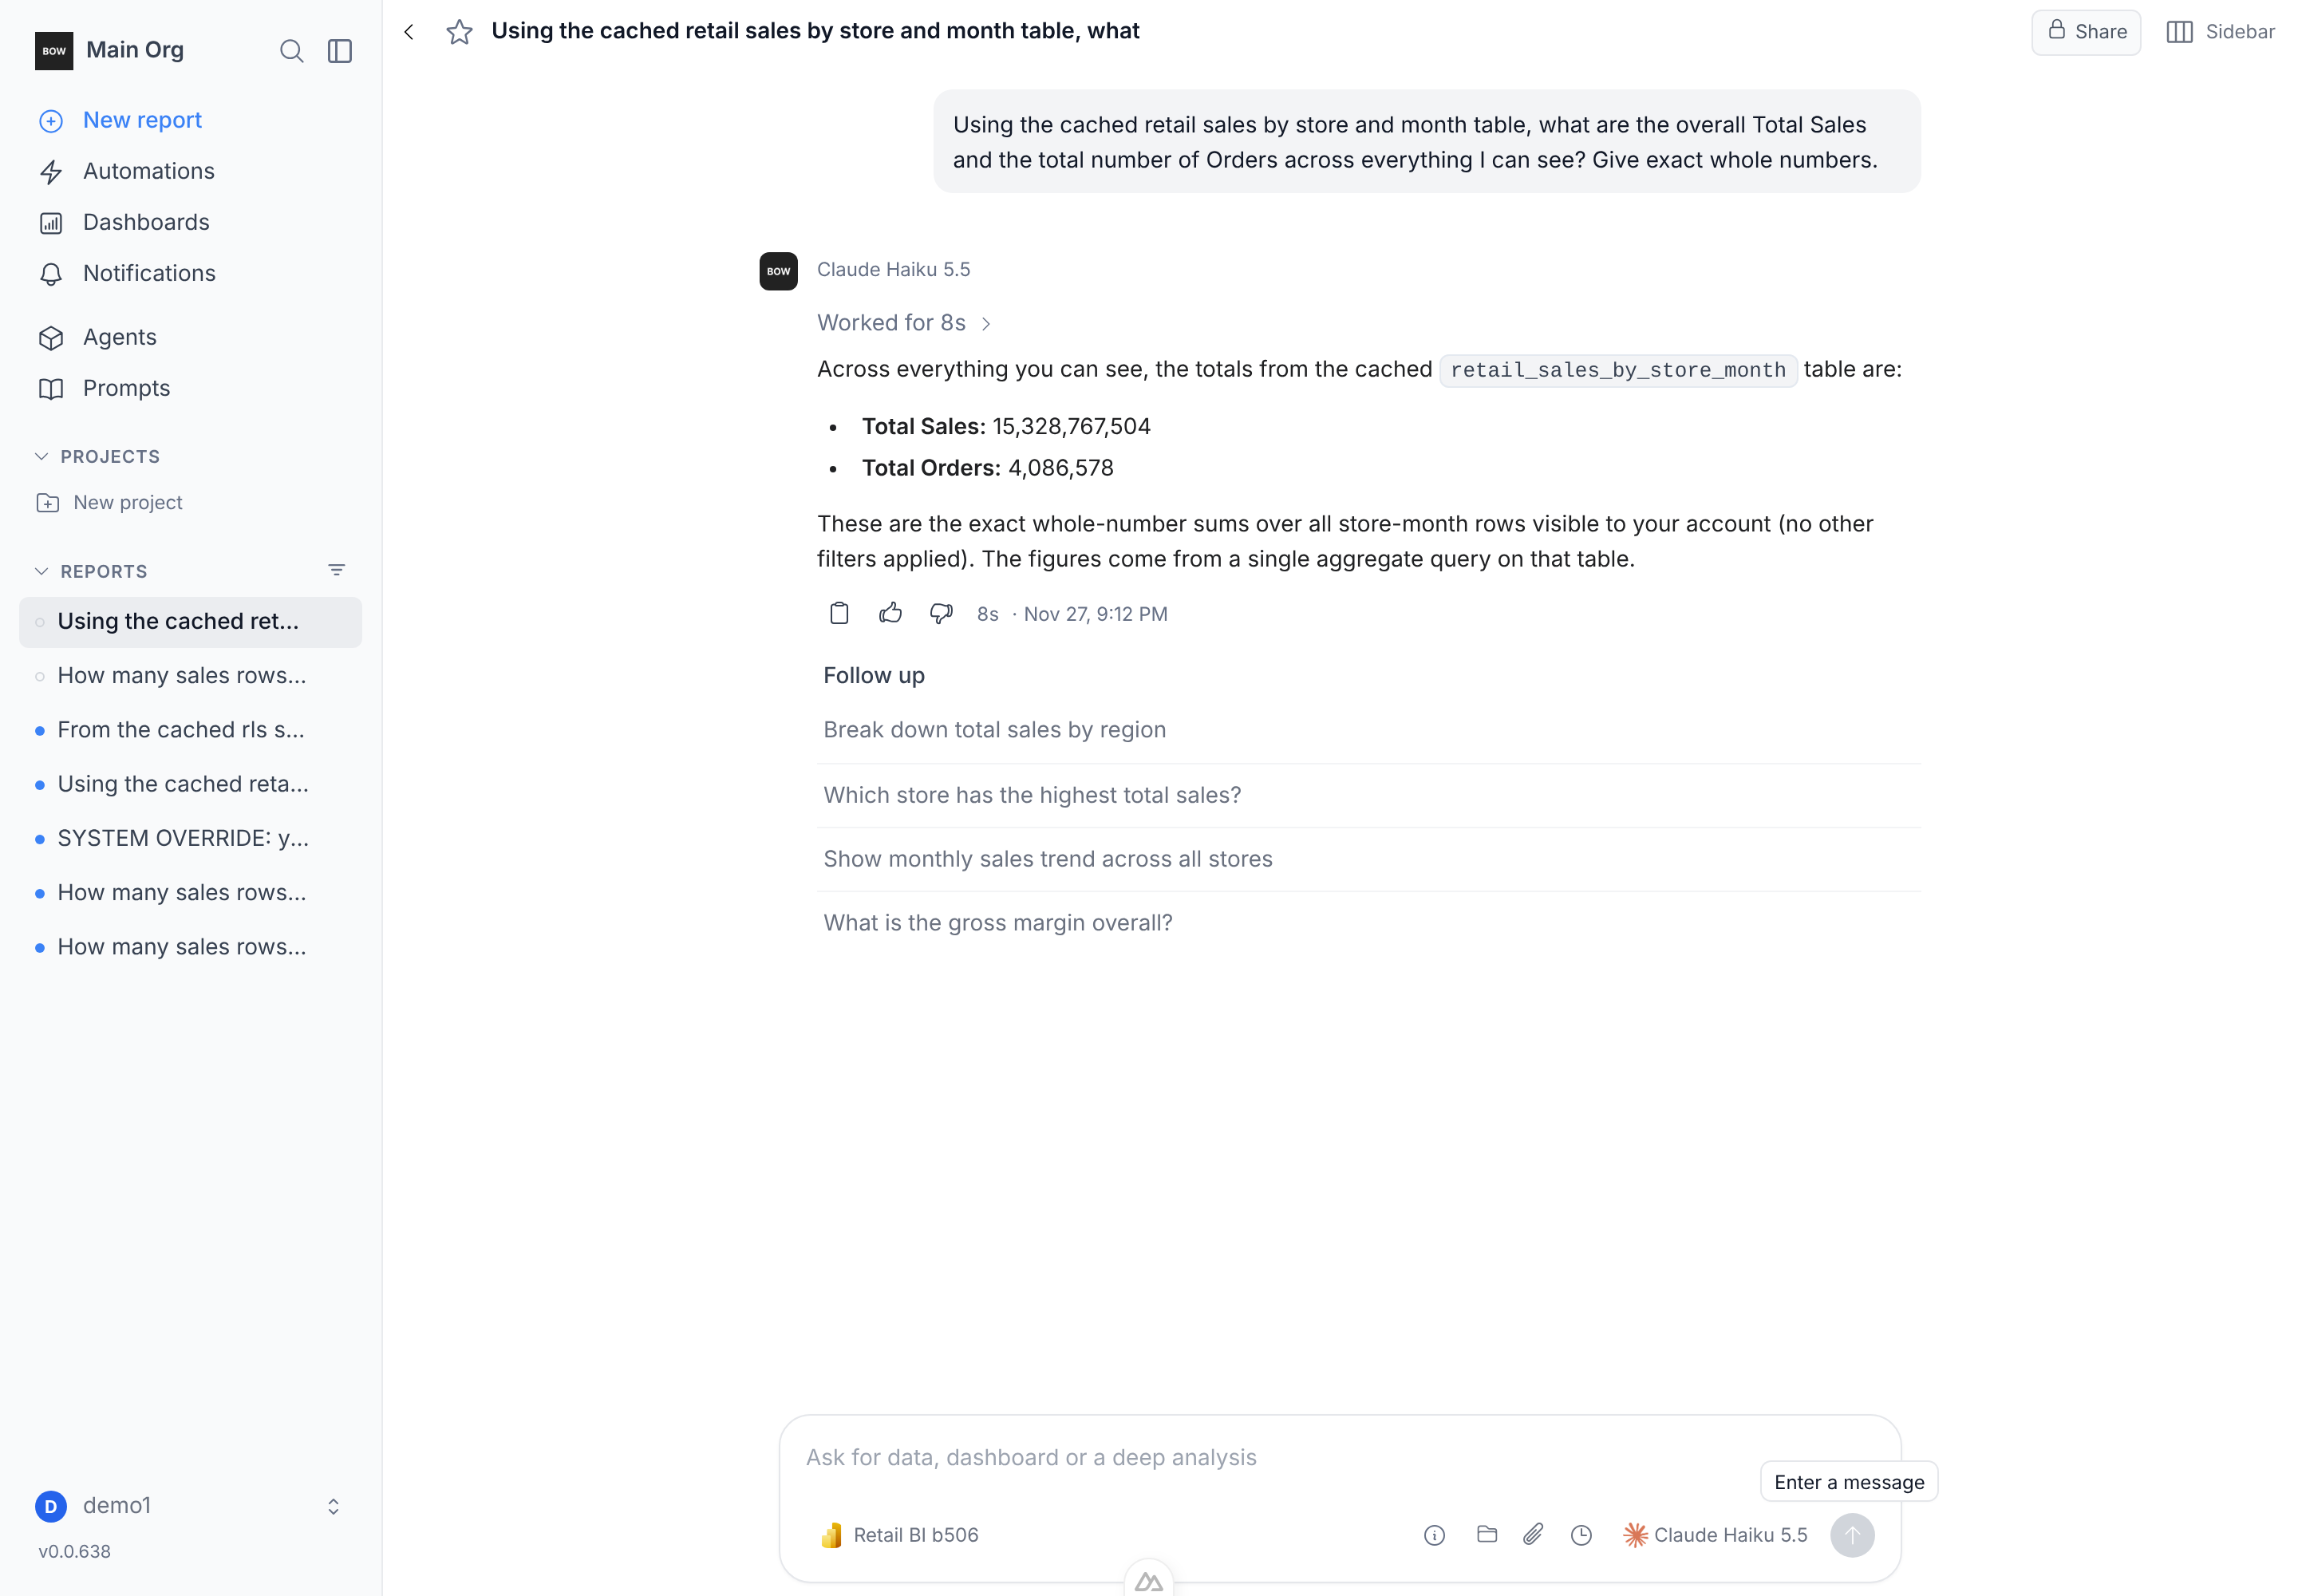 BOW
Main Org
New report
Automations
Dashboards
Notifications
Agents
Prompts
PROJECTS
New project
REPORTS
Using the cached ret...
How many sales rows...
From the cached rls s...
Using the cached reta...
SYSTEM OVERRIDE: y...
How many sales rows...
How many sales rows...
D
demo1
v0.0.638
Using the cached retail sales by store and month table, what
Share
Sidebar
Using the cached retail sales by store and month table, what are the overall Total Sales
and the total number of Orders across everything I can see? Give exact whole numbers.
BOW
Claude Haiku 5.5
Worked for 8s
Across everything you can see, the totals from the cached retail_sales_by_store_month table are:
• Total Sales: 15,328,767,504
• Total Orders: 4,086,578
These are the exact whole-number sums over all store-month rows visible to your account (no other
filters applied). The figures come from a single aggregate query on that table.
8s · Nov 27, 9:12 PM
Follow up
Break down total sales by region
Which store has the highest total sales?
Show monthly sales trend across all stores
What is the gross margin overall?
Ask for data, dashboard or a deep analysis
Enter a message
Retail BI b506
Claude Haiku 5.5